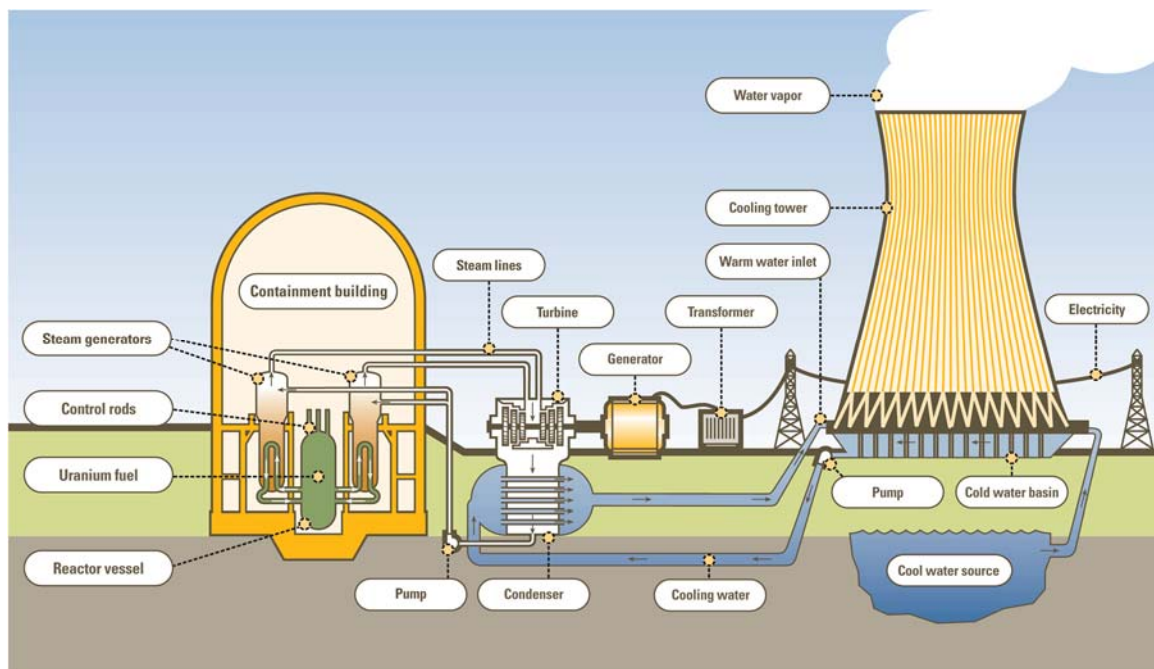 Water vapor
Cooling tower
Steam lines
Warm water inlet
Containment building
Turbine
Transformer
Electricity
Steam generators
Generator
Control rods
Uranium fuel
Pump
Cold water basin
Reactor vessel
Cool water source
Pump
Condenser
Cooling water